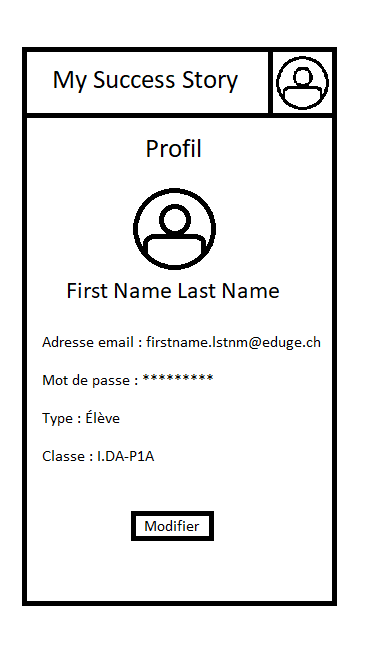 My Success Story
Profil
First Name Last Name
Adresse email : firstname.lstnm@eduge.ch
Mot de passe : *********
Type : Élève
Classe : I.DA-P1A
Modifier